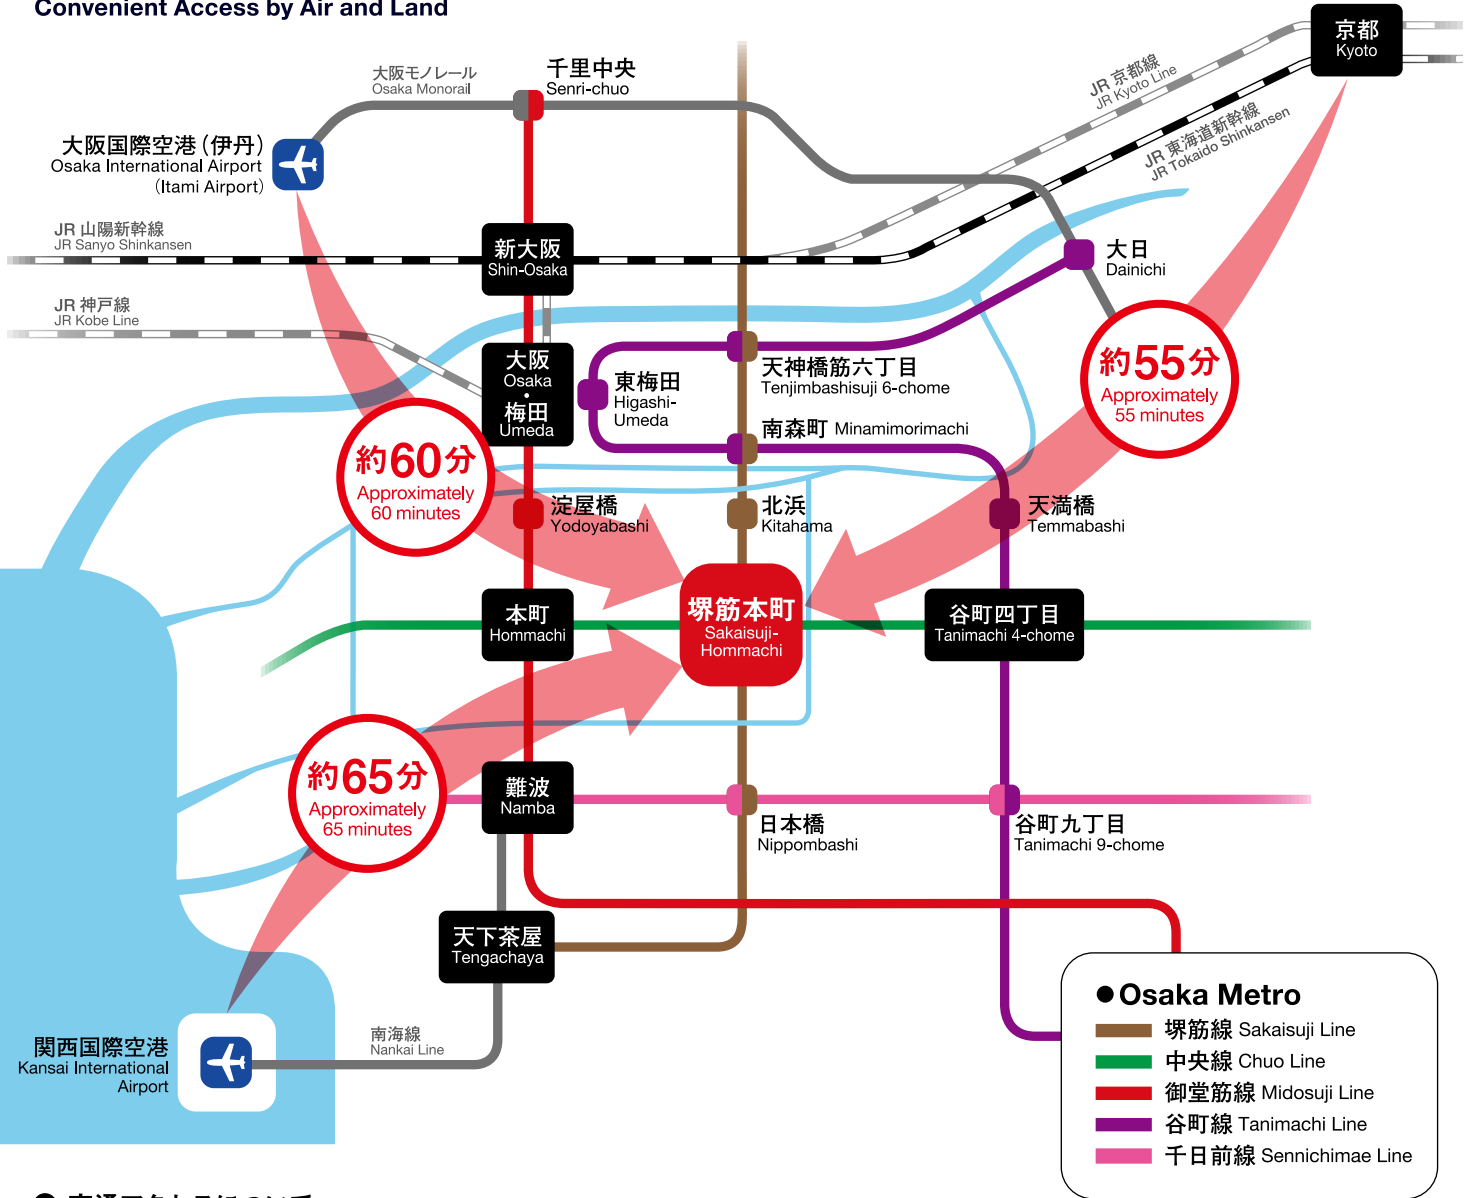 Convenient Access by Air and Land
京都
Kyoto
JR 京都線
JR Kyoto Line
JR 東海道新幹線
JR Tokaido Shinkansen
大阪モノレール
Osaka Monorail
千里中央
Senri-chuo
大阪国際空港(伊丹)
Osaka International Airport
(Itami Airport)
JR 山陽新幹線
JR Sanyo Shinkansen
新大阪
Shin-Osaka
大日
Dainichi
JR 神戸線
JR Kobe Line
大阪
Osaka
・
梅田
Umeda
東梅田
Higashi-
Umeda
天神橋筋六丁目
Tenjimbashisuji 6-chome
約55分
Approximately
55 minutes
南森町 Minamimorimachi
約60分
Approximately
60 minutes
淀屋橋
Yodoyabashi
北浜
Kitahama
天満橋
Temmabashi
本町
Hommachi
堺筋本町
Sakaisuji-
Hommachi
谷町四丁目
Tanimachi 4-chome
約65分
Approximately
65 minutes
難波
Namba
日本橋
Nippombashi
谷町九丁目
Tanimachi 9-chome
天下茶屋
Tengachaya
関西国際空港
Kansai International
Airport
南海線
Nankai Line
●Osaka Metro
堺筋線 Sakaisuji Line
中央線 Chuo Line
御堂筋線 Midosuji Line
谷町線 Tanimachi Line
千日前線 Sennichimae Line